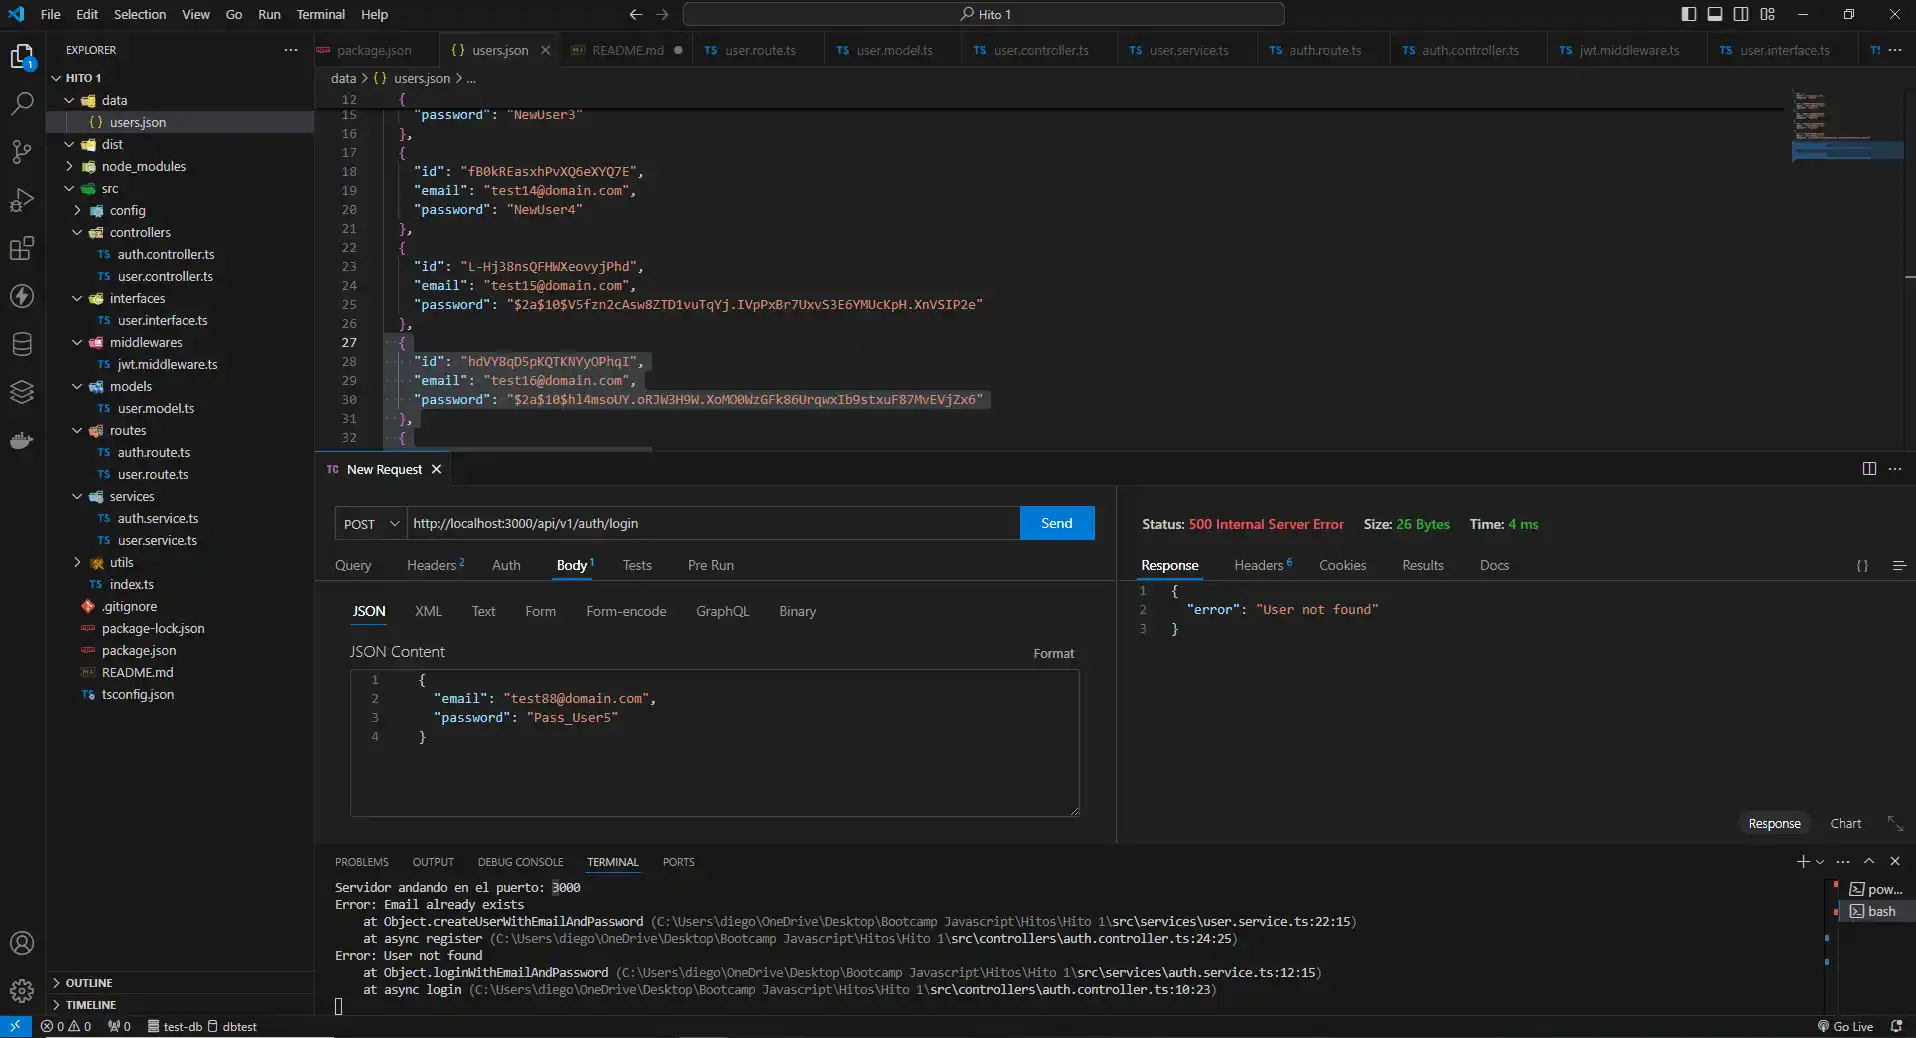 File Edit Selection View Go Run Terminal Help
Hito 1
EXPLORER
HITO 1
data
users.json
dist
node_modules
src
config
controllers
auth.controller.ts
user.controller.ts
interfaces
user.interface.ts
middlewares
jwt.middleware.ts
models
user.model.ts
routes
auth.route.ts
user.route.ts
services
auth.service.ts
user.service.ts
utils
index.ts
.gitignore
package-lock.json
package.json
README.md
tsconfig.json
OUTLINE
TIMELINE
package.json users.json README.md user.route.ts user.model.ts user.controller.ts user.service.ts auth.route.ts auth.controller.ts jwt.middleware.ts user.interface.ts
data > {} users.json > ...
12 {
15 "password": "NewUser3"
16 },
17 {
18 "id": "fB0kREasxhPvXQ6eXYQ7E",
19 "email": "test14@domain.com",
20 "password": "NewUser4"
21 },
22 {
23 "id": "L-Hj38nsQFHWXeovyjPhd",
24 "email": "test15@domain.com",
25 "password": "$2a$10$V5fzn2cAsw8ZTD1vuTqYj.IVpPxBr7UxvS3E6YMUcKpH.XnVSIP2e"
26 },
27 {
28 "id": "hdVY8qD5pKQTKNYyOPhqI",
29 "email": "test16@domain.com",
30 "password": "$2a$10$hl4msoUY.oRJW3H9W.XoMO0WzGFk86UrqwxIb9stxuF87MvEVjZx6"
31 },
32 {
TC New Request
POST http://localhost:3000/api/v1/auth/login Send
Query Headers 2 Auth Body 1 Tests Pre Run
JSON XML Text Form Form-encode GraphQL Binary
JSON Content Format
1 {
2 "email": "test88@domain.com",
3 "password": "Pass_User5"
4 }
Status: 500 Internal Server Error Size: 26 Bytes Time: 4 ms
Response Headers 6 Cookies Results Docs {}
1 {
2 "error": "User not found"
3 }
Response Chart
PROBLEMS OUTPUT DEBUG CONSOLE TERMINAL PORTS
Servidor andando en el puerto: 3000
Error: Email already exists
at Object.createUserWithEmailAndPassword (C:\Users\diego\OneDrive\Desktop\Bootcamp Javascript\Hitos\Hito 1\src\services\user.service.ts:22:15)
at async register (C:\Users\diego\OneDrive\Desktop\Bootcamp Javascript\Hitos\Hito 1\src\controllers\auth.controller.ts:24:25)
Error: User not found
at Object.loginWithEmailAndPassword (C:\Users\diego\OneDrive\Desktop\Bootcamp Javascript\Hitos\Hito 1\src\services\auth.service.ts:12:15)
at async login (C:\Users\diego\OneDrive\Desktop\Bootcamp Javascript\Hitos\Hito 1\src\controllers\auth.controller.ts:10:23)
pow...
bash
0 0 0 test-db dbtest Go Live